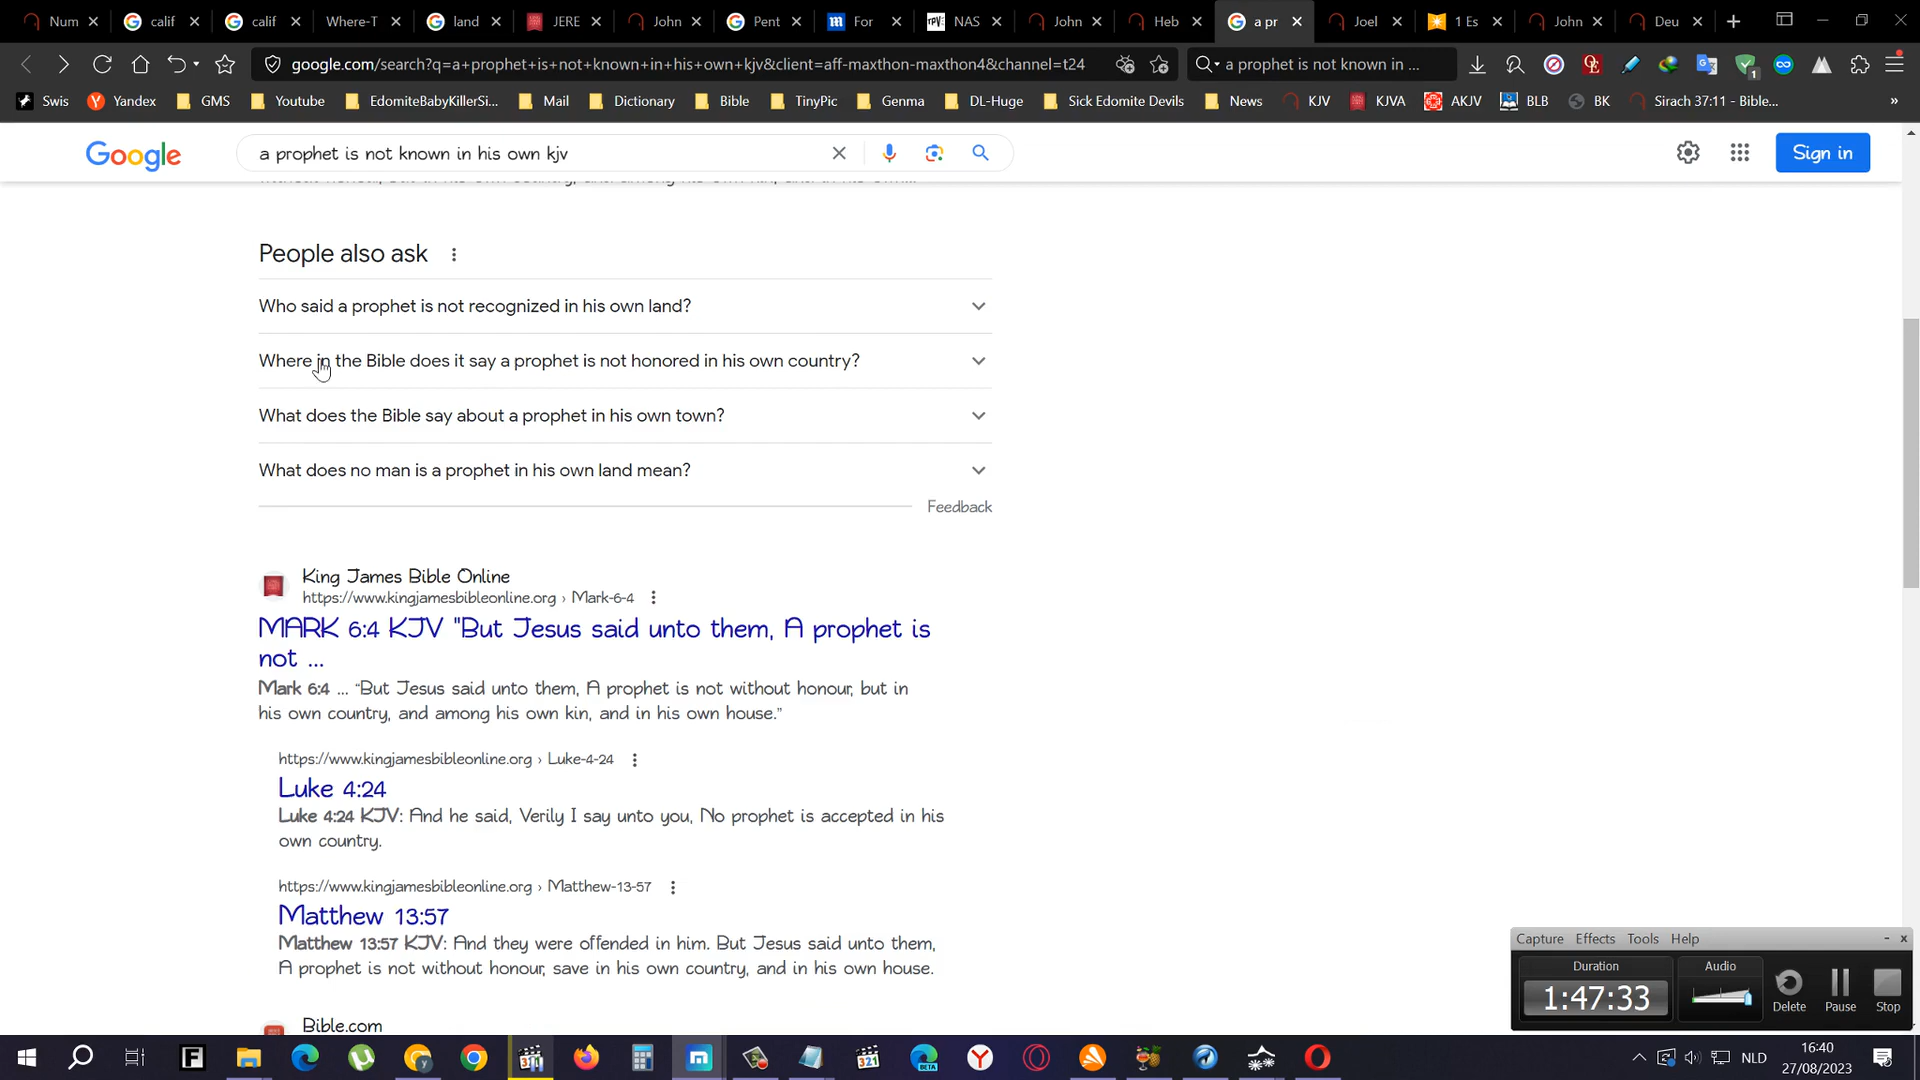 Num
calif
calif
Where-T
land
JERE
John
Pent
For
TPV
NAS
John
Heb
a pr
Joel
1 Es
John
Deu
google.com/search?q=a+prophet+is+not+known+in+his+own+kjv&client=aff-maxthon-maxthon4&channel=t24
a prophet is not known in ...
Swis
Yandex
GMS
Youtube
EdomiteBabyKillerSi...
Mail
Dictionary
Bible
TinyPic
Genma
DL-Huge
Sick Edomite Devils
News
KJV
KJVA
AKJV
BLB
BK
Sirach 37:11 - Bible...
»
Google
a prophet is not known in his own kjv
Sign in
People also ask
Who said a prophet is not recognized in his own land?
Where in the Bible does it say a prophet is not honored in his own country?
What does the Bible say about a prophet in his own town?
What does no man is a prophet in his own land mean?
Feedback
King James Bible Online
https://www.kingjamesbibleonline.org › Mark-6-4
MARK 6:4 KJV "But Jesus said unto them, A prophet is
not ...
Mark 6:4 ... “But Jesus said unto them, A prophet is not without honour, but in
his own country, and among his own kin, and in his own house.”
https://www.kingjamesbibleonline.org › Luke-4-24
Luke 4:24
Luke 4:24 KJV: And he said, Verily I say unto you, No prophet is accepted in his
own country.
https://www.kingjamesbibleonline.org › Matthew-13-57
Matthew 13:57
Matthew 13:57 KJV: And they were offended in him. But Jesus said unto them,
A prophet is not without honour, save in his own country, and in his own house.
Bible.com
Capture Effects Tools Help
Duration
Audio
1:47:33
Delete
Pause
Stop
NLD
16:40
27/08/2023